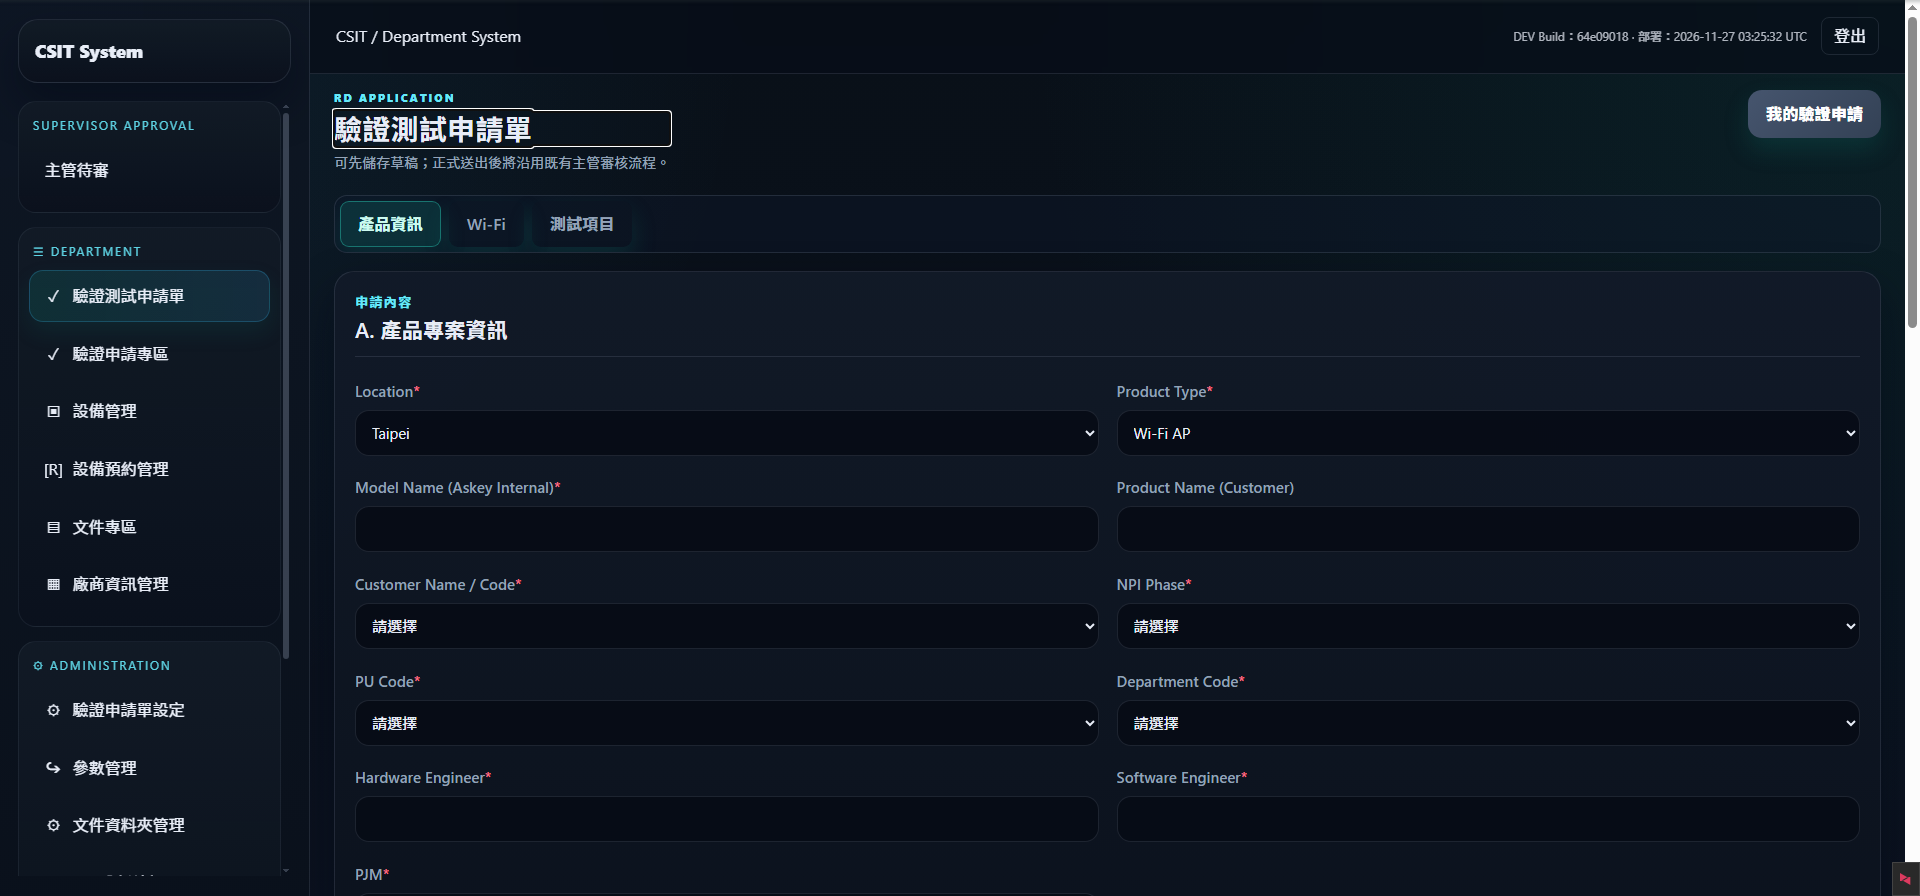 CSIT System
SUPERVISOR APPROVAL
主管待審
☰ DEPARTMENT
✓ 驗證測試申請單
✓ 驗證申請專區
▣ 設備管理
[R] 設備預約管理
▤ 文件專區
▦ 廠商資訊管理
⚙ ADMINISTRATION
⚙ 驗證申請單設定
↪ 參數管理
⚙ 文件資料夾管理
CSIT / Department System
DEV Build：64e09018 · 部署：2026-11-27 03:25:32 UTC
登出
RD APPLICATION
驗證測試申請單
可先儲存草稿；正式送出後將沿用既有主管審核流程。
我的驗證申請
產品資訊
Wi-Fi
測試項目
申請內容
A. 產品專案資訊
Location*
Taipei
Product Type*
Wi-Fi AP
Model Name (Askey Internal)*
Product Name (Customer)
Customer Name / Code*
請選擇
NPI Phase*
請選擇
PU Code*
請選擇
Department Code*
請選擇
Hardware Engineer*
Software Engineer*
PJM*